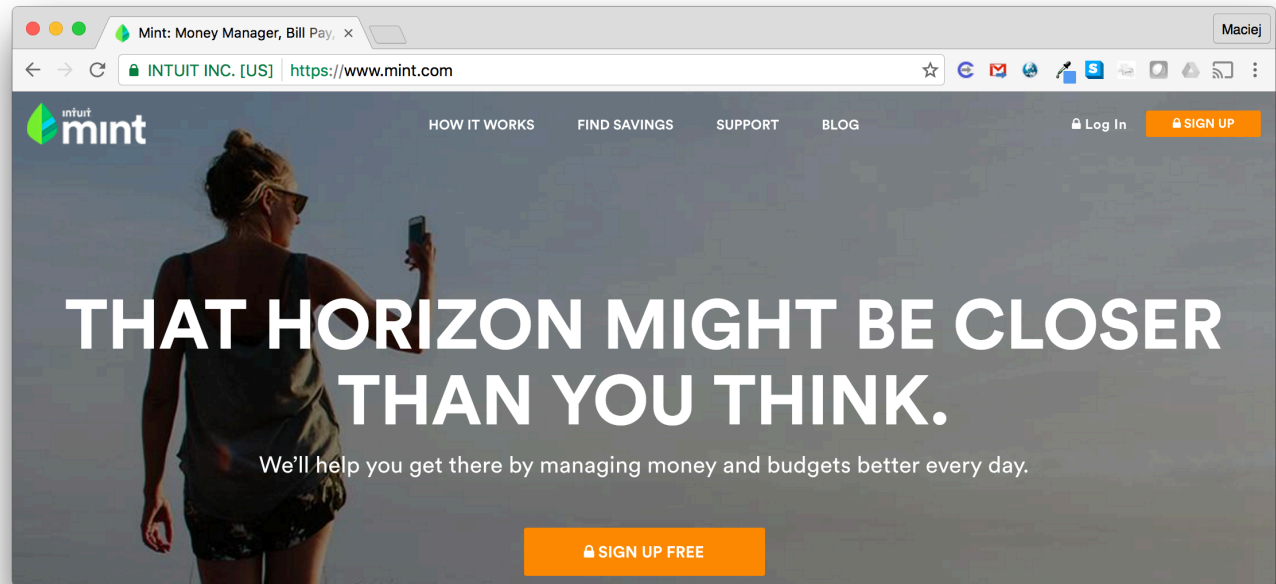 Mint: Money Manager, Bill Pay,
Maciej
INTUIT INC. [US] https://www.mint.com
S
intuit
mint
HOW IT WORKS FIND SAVINGS SUPPORT BLOG Log In SIGN UP
THAT HORIZON MIGHT BE CLOSER
THAN YOU THINK.
We'll help you get there by managing money and budgets better every day.
SIGN UP FREE